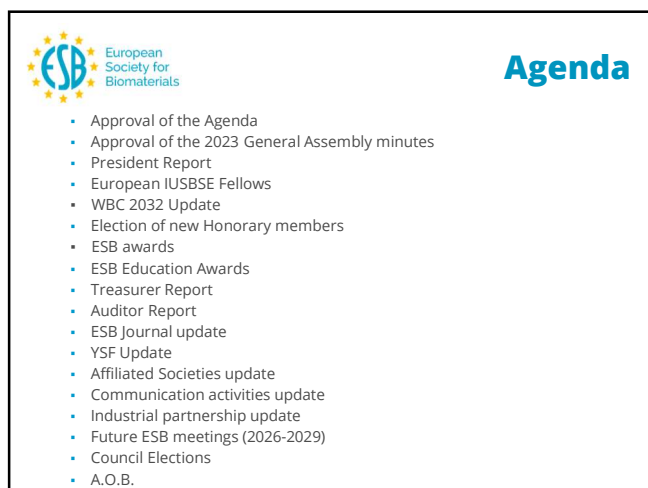 ESB
European
Society for
Biomaterials
Agenda
Approval of the Agenda
Approval of the 2023 General Assembly minutes
President Report
European IUSBSE Fellows
WBC 2032 Update
Election of new Honorary members
ESB awards
ESB Education Awards
Treasurer Report
Auditor Report
ESB Journal update
YSF Update
Affiliated Societies update
Communication activities update
Industrial partnership update
Future ESB meetings (2026-2029)
Council Elections
A.O.B.